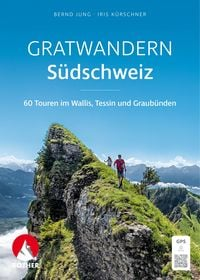 BERND JUNG · IRIS KÜRSCHNER
GRATWANDERN
Südschweiz
60 Touren im Wallis, Tessin und Graubünden
GPS
ROTHER